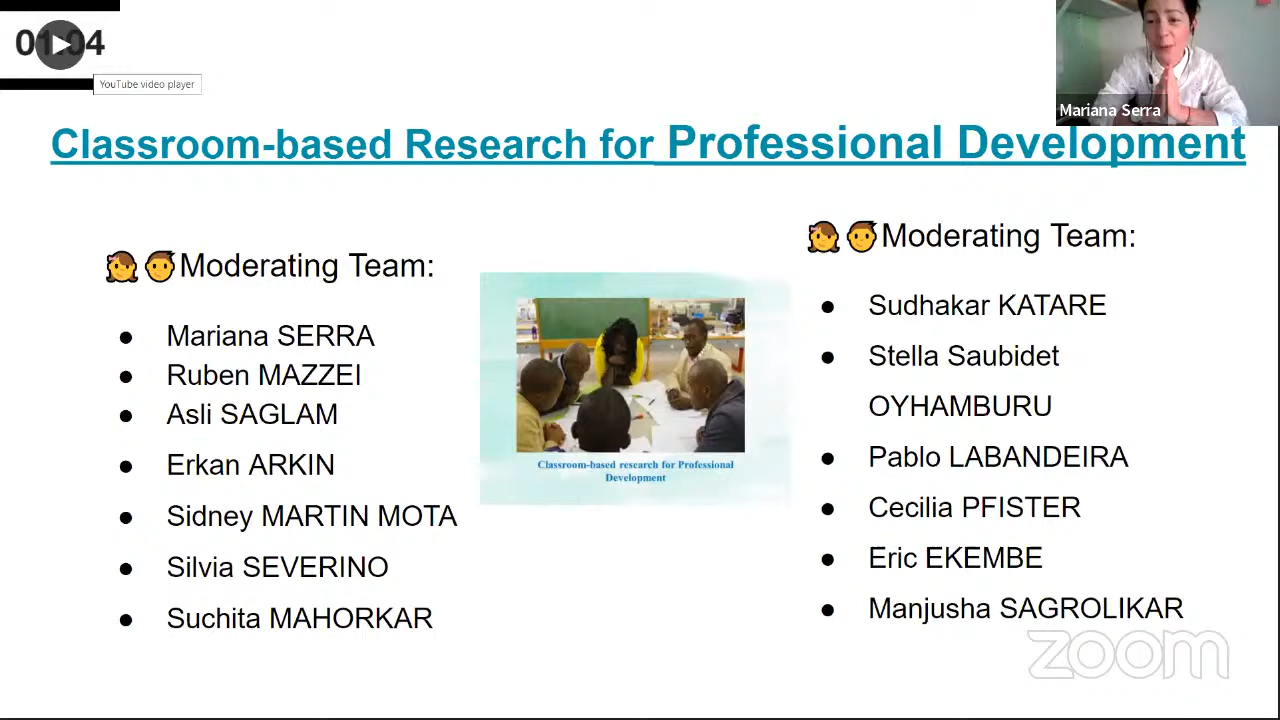 01:04
YouTube video player
Mariana Serra
Classroom-based Research for Professional Development
Moderating Team:
Mariana SERRA
Ruben MAZZEI
Asli SAGLAM
Erkan ARKIN
Sidney MARTIN MOTA
Silvia SEVERINO
Suchita MAHORKAR
Classroom-based research for Professional
Development
Moderating Team:
Sudhakar KATARE
Stella Saubidet
OYHAMBURU
Pablo LABANDEIRA
Cecilia PFISTER
Eric EKEMBE
Manjusha SAGROLIKAR
zoom